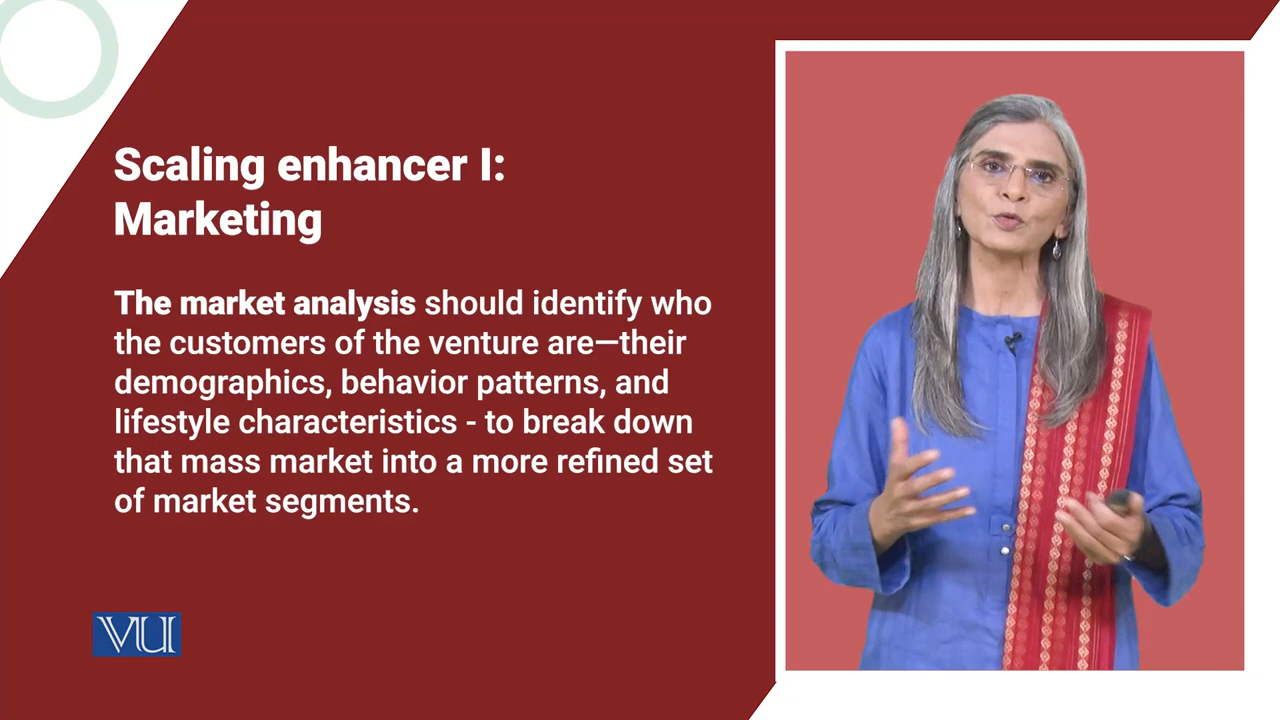 Scaling enhancer I:
Marketing
The market analysis should identify who
the customers of the venture are—their
demographics, behavior patterns, and
lifestyle characteristics - to break down
that mass market into a more refined set
of market segments.
VU